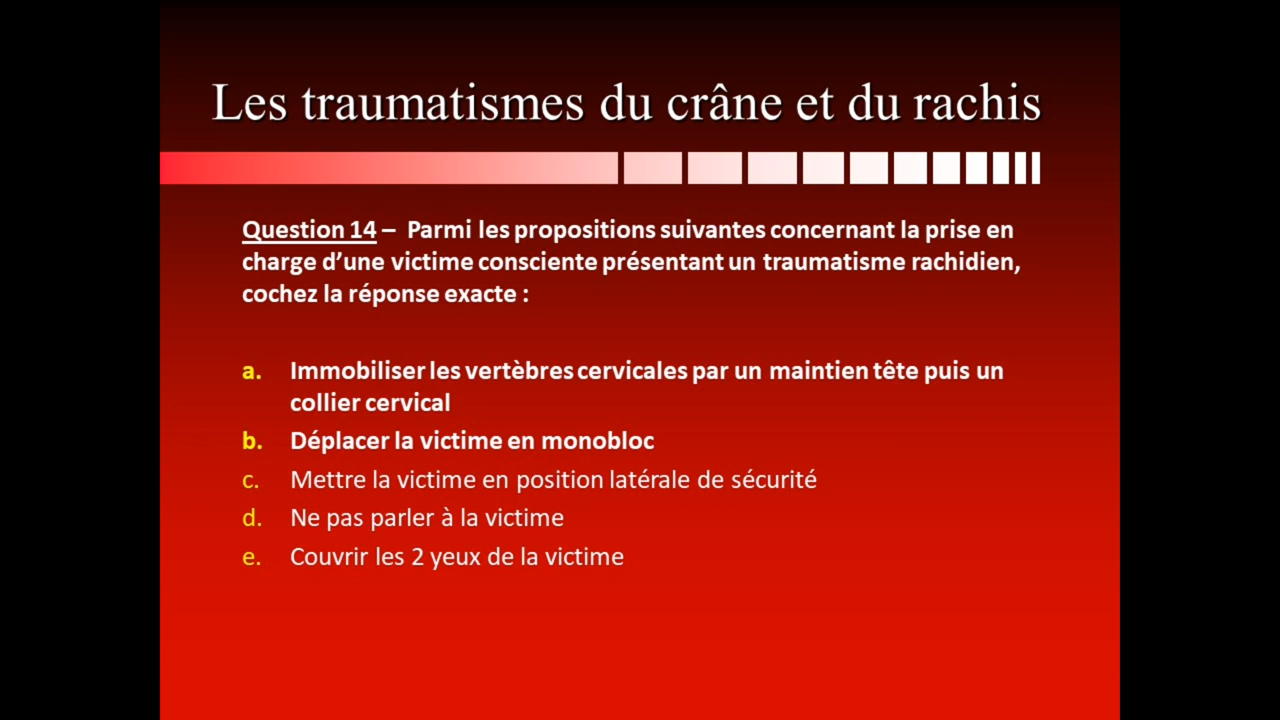 Les traumatismes du crâne et du rachis
Question 14 – Parmi les propositions suivantes concernant la prise en
charge d’une victime consciente présentant un traumatisme rachidien,
cochez la réponse exacte :
a. Immobiliser les vertèbres cervicales par un maintien tête puis un
collier cervical
b. Déplacer la victime en monobloc
c. Mettre la victime en position latérale de sécurité
d. Ne pas parler à la victime
e. Couvrir les 2 yeux de la victime